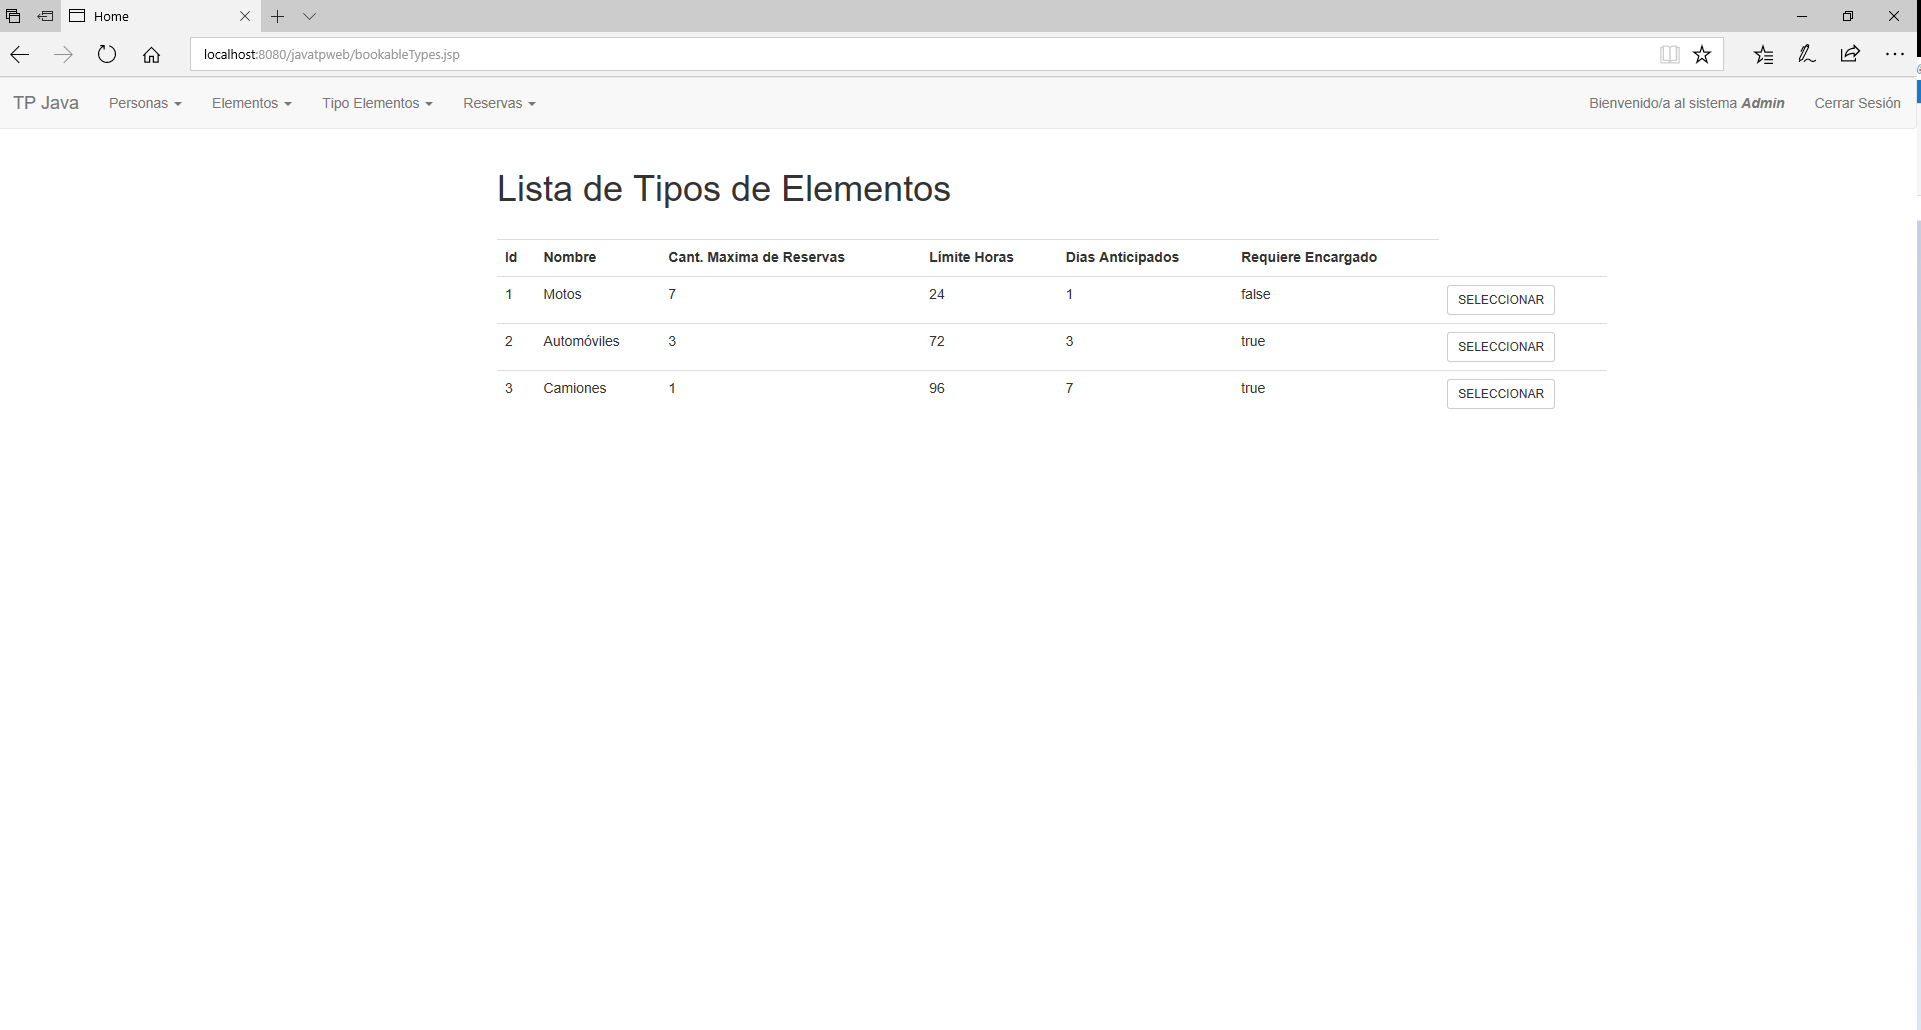 Home
localhost:8080/javatpweb/bookableTypes.jsp
TP Java Personas Elementos Tipo Elementos Reservas Bienvenido/a al sistema Admin Cerrar Sesión
Lista de Tipos de Elementos
Id Nombre Cant. Maxima de Reservas Límite Horas Dias Anticipados Requiere Encargado
1 Motos 7 24 1 false SELECCIONAR
2 Automóviles 3 72 3 true SELECCIONAR
3 Camiones 1 96 7 true SELECCIONAR